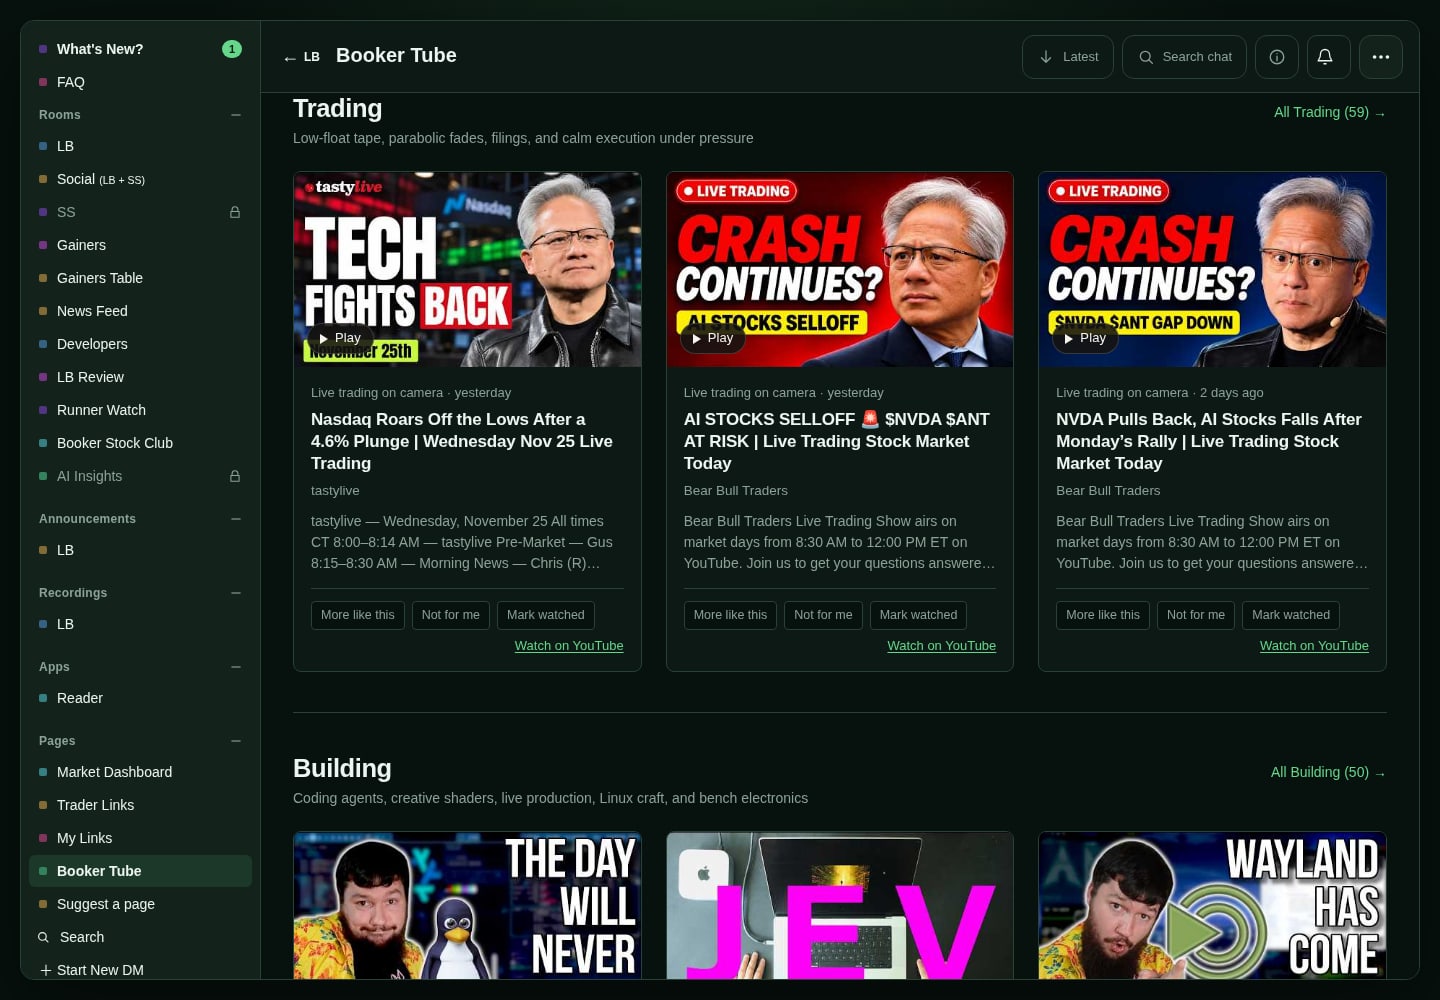 What's New?
1
FAQ
Rooms
LB
Social (LB + SS)
SS
Gainers
Gainers Table
News Feed
Developers
LB Review
Runner Watch
Booker Stock Club
AI Insights
Announcements
LB
Recordings
LB
Apps
Reader
Pages
Market Dashboard
Trader Links
My Links
Booker Tube
Suggest a page
Search
Start New DM
← LB
Booker Tube
Latest
Search chat
Trading
All Trading (59) →
Low-float tape, parabolic fades, filings, and calm execution under pressure
tastylive
Nasdaq
TECH
FIGHTS BACK
November 25th
Play
Live trading on camera · yesterday
Nasdaq Roars Off the Lows After a
4.6% Plunge | Wednesday Nov 25 Live
Trading
tastylive
tastylive — Wednesday, November 25 All times
CT 8:00–8:14 AM — tastylive Pre-Market — Gus
8:15–8:30 AM — Morning News — Chris (R)…
More like this
Not for me
Mark watched
Watch on YouTube
LIVE TRADING
CRASH
CONTINUES?
AI STOCKS SELLOFF
Play
Live trading on camera · yesterday
AI STOCKS SELLOFF 🚨 $NVDA $ANT
AT RISK | Live Trading Stock Market
Today
Bear Bull Traders
Bear Bull Traders Live Trading Show airs on
market days from 8:30 AM to 12:00 PM ET on
YouTube. Join us to get your questions answere…
More like this
Not for me
Mark watched
Watch on YouTube
LIVE TRADING
CRASH
CONTINUES?
$NVDA $ANT GAP DOWN
Play
Live trading on camera · 2 days ago
NVDA Pulls Back, AI Stocks Falls After
Monday’s Rally | Live Trading Stock
Market Today
Bear Bull Traders
Bear Bull Traders Live Trading Show airs on
market days from 8:30 AM to 12:00 PM ET on
YouTube. Join us to get your questions answere…
More like this
Not for me
Mark watched
Watch on YouTube
Building
All Building (50) →
Coding agents, creative shaders, live production, Linux craft, and bench electronics
THE DAY
WILL
NEVER
JEV
WAYLAND
HAS
COME